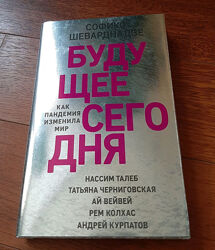 СОФИКО
ШЕВАРДНАДЗЕ
БУДУ
ЩЕЕ
КАК
ПАНДЕМИЯ
ИЗМЕНИЛА
МИР
СЕГО
ДНЯ
НАССИМ ТАЛЕБ
ТАТЬЯНА ЧЕРНИГОВСКАЯ
АЙ ВЕЙВЕЙ
РЕМ КОЛХАС
АНДРЕЙ КУРПАТОВ